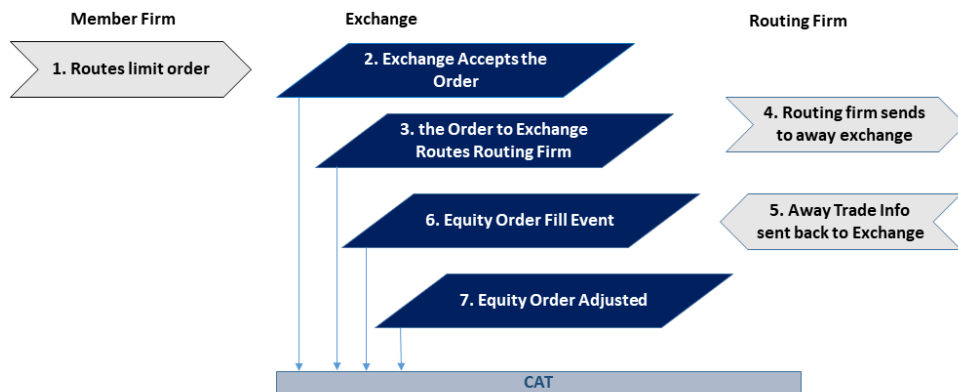 Member Firm
Exchange
Routing Firm
1. Routes limit order
2. Exchange Accepts the
Order
3. the Order to Exchange
Routes Routing Firm
4. Routing firm sends
to away exchange
6. Equity Order Fill Event
5. Away Trade Info
sent back to Exchange
7. Equity Order Adjusted
CAT